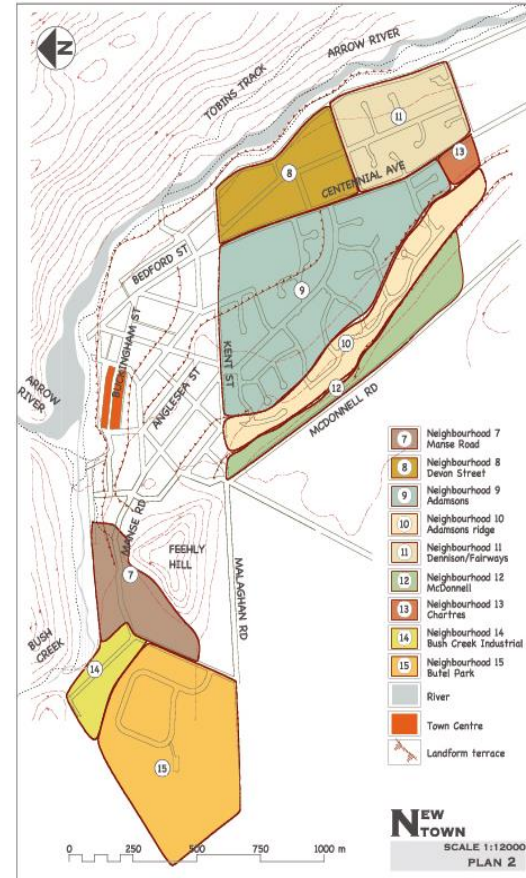 N
ARROW RIVER
TOBINS TRACK
11
13
8
CENTENNIAL AVE
BEDFORD ST
9
BUCKINGHAM ST
KENT ST
ANGLESEA ST
10
ARROW
RIVER
12
MCDONNELL RD
MANSE RD
FEEHLY
HILL
7
MALAGHAN RD
BUSH
CREEK
14
15
7 Neighbourhood 7
Manse Road
8 Neighbourhood 8
Devon Street
9 Neighbourhood 9
Adamsons
10 Neighbourhood 10
Adamsons ridge
11 Neighbourhood 11
Dennison/Fairways
12 Neighbourhood 12
McDonnell
13 Neighbourhood 13
Chartres
14 Neighbourhood 14
Bush Creek Industrial
15 Neighbourhood 15
Butel Park
River
Town Centre
Landform terrace
0 250 500 1000 m
NEW
TOWN
SCALE 1:12000
PLAN 2